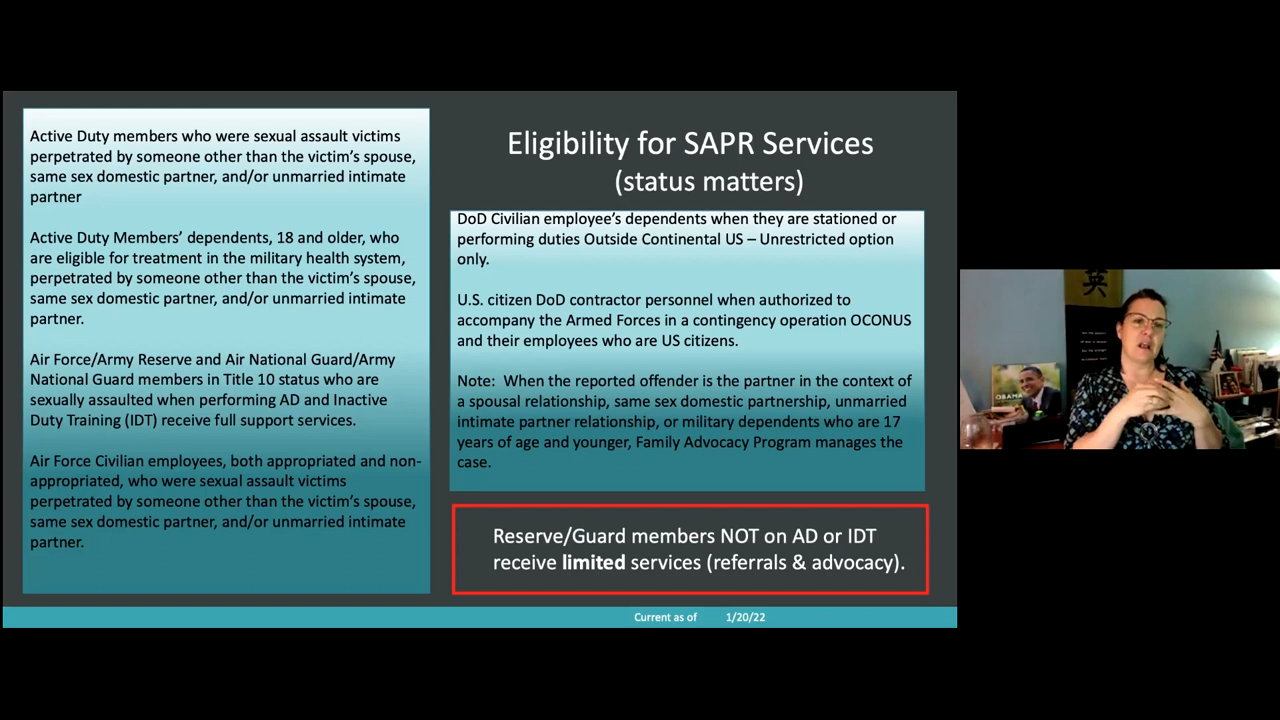 Active Duty members who were sexual assault victims
perpetrated by someone other than the victim's spouse,
same sex domestic partner, and/or unmarried intimate
partner
Active Duty Members' dependents, 18 and older, who
are eligible for treatment in the military health system,
perpetrated by someone other than the victim's spouse,
same sex domestic partner, and/or unmarried intimate
partner.
Air Force/Army Reserve and Air National Guard/Army
National Guard members in Title 10 status who are
sexually assaulted when performing AD and Inactive
Duty Training (IDT) receive full support services.
Air Force Civilian employees, both appropriated and non-
appropriated, who were sexual assault victims
perpetrated by someone other than the victim's spouse,
same sex domestic partner, and/or unmarried intimate
partner.
Eligibility for SAPR Services
(status matters)
DoD Civilian employee's dependents when they are stationed or
performing duties Outside Continental US – Unrestricted option
only.
U.S. citizen DoD contractor personnel when authorized to
accompany the Armed Forces in a contingency operation OCONUS
and their employees who are US citizens.
Note: When the reported offender is the partner in the context of
a spousal relationship, same sex domestic partnership, unmarried
intimate partner relationship, or military dependents who are 17
years of age and younger, Family Advocacy Program manages the
case.
Reserve/Guard members NOT on AD or IDT
receive limited services (referrals & advocacy).
Current as of 1/20/22
英
OBAMA